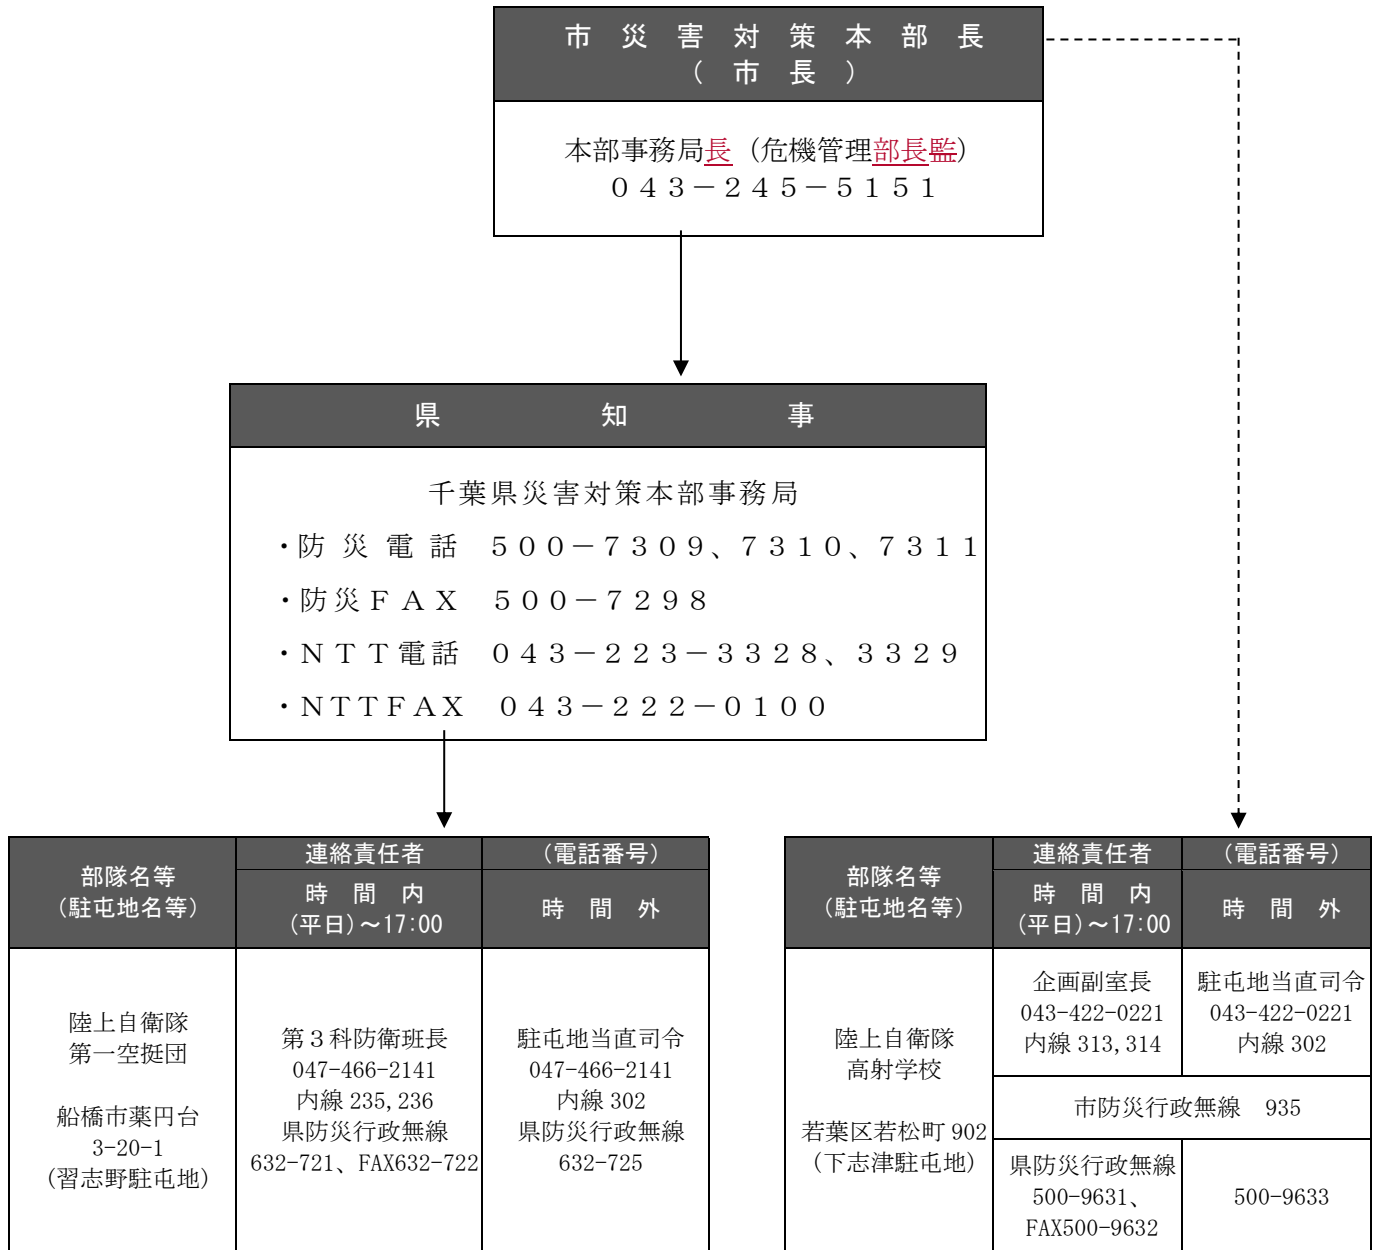 市災害対策本部長
（市長）
本部事務局長（危機管理部長監）
０４３－２４５－５１５１
県知事
千葉県災害対策本部事務局
・防災電話　５００－７３０９、７３１０、７３１１
・防災ＦＡＸ　５００－７２９８
・ＮＴＴ電話　０４３－２２３－３３２８、３３２９
・ＮＴＴＦＡＸ　０４３－２２２－０１００
部隊名等
（駐屯地名等）
連絡責任者
（電話番号）
時間内
(平日)～17:00
時間外
陸上自衛隊
第一空挺団
船橋市薬円台
3-20-1
(習志野駐屯地)
第３科防衛班長
047-466-2141
内線 235,236
県防災行政無線
632-721、FAX632-722
駐屯地当直司令
047-466-2141
内線 302
県防災行政無線
632-725
部隊名等
（駐屯地名等）
連絡責任者
（電話番号）
時間内
(平日)～17:00
時間外
陸上自衛隊
高射学校
若葉区若松町 902
(下志津駐屯地)
企画副室長
043-422-0221
内線 313,314
駐屯地当直司令
043-422-0221
内線 302
市防災行政無線　935
県防災行政無線
500-9631、
FAX500-9632
500-9633